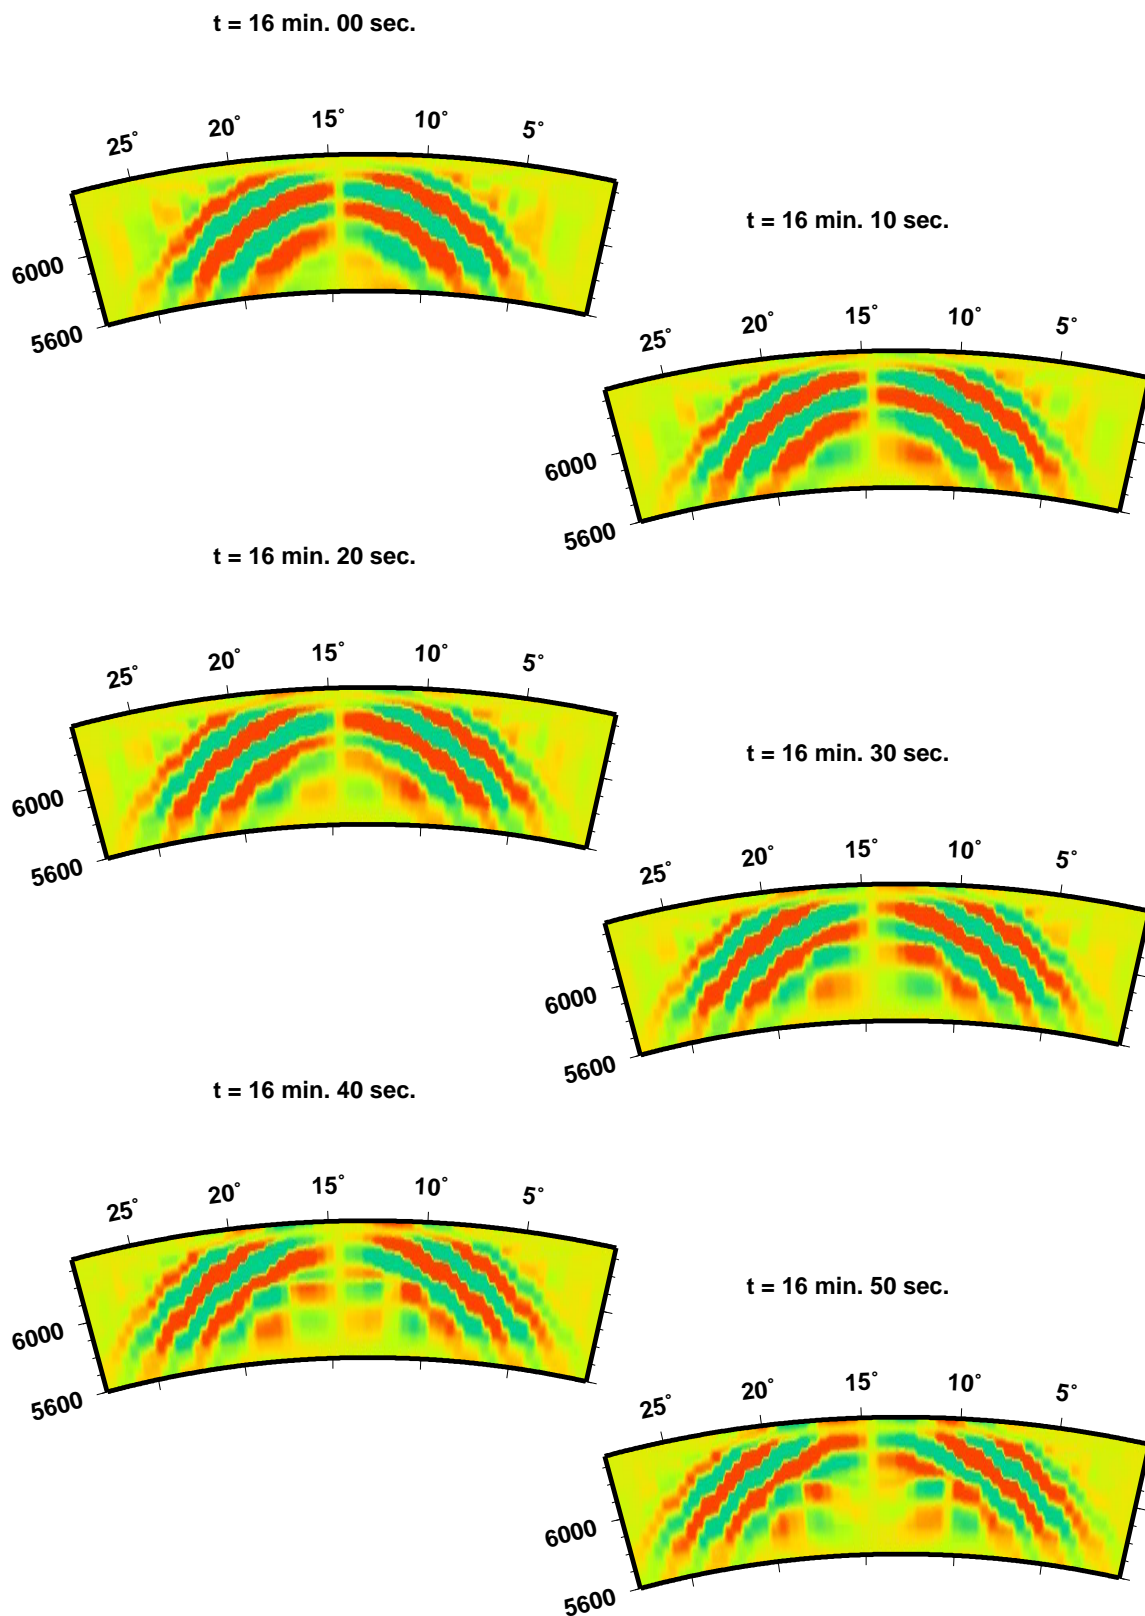 t = 16 min. 00 sec.
25° 20° 15° 10° 5°
6000
5600
t = 16 min. 10 sec.
25° 20° 15° 10° 5°
6000
5600
t = 16 min. 20 sec.
25° 20° 15° 10° 5°
6000
5600
t = 16 min. 30 sec.
25° 20° 15° 10° 5°
6000
5600
t = 16 min. 40 sec.
25° 20° 15° 10° 5°
6000
5600
t = 16 min. 50 sec.
25° 20° 15° 10° 5°
6000
5600